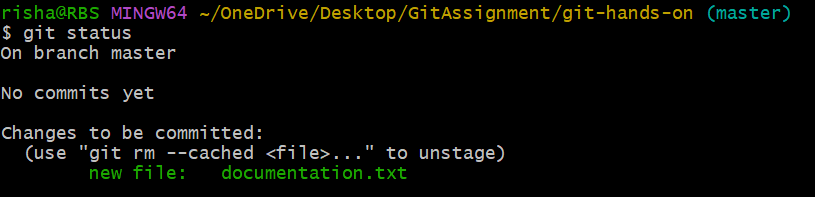 risha@RBS MINGW64 ~/OneDrive/Desktop/GitAssignment/git-hands-on (master)
$ git status
On branch master
No commits yet
Changes to be committed:
  (use "git rm --cached <file>..." to unstage)
        new file:   documentation.txt